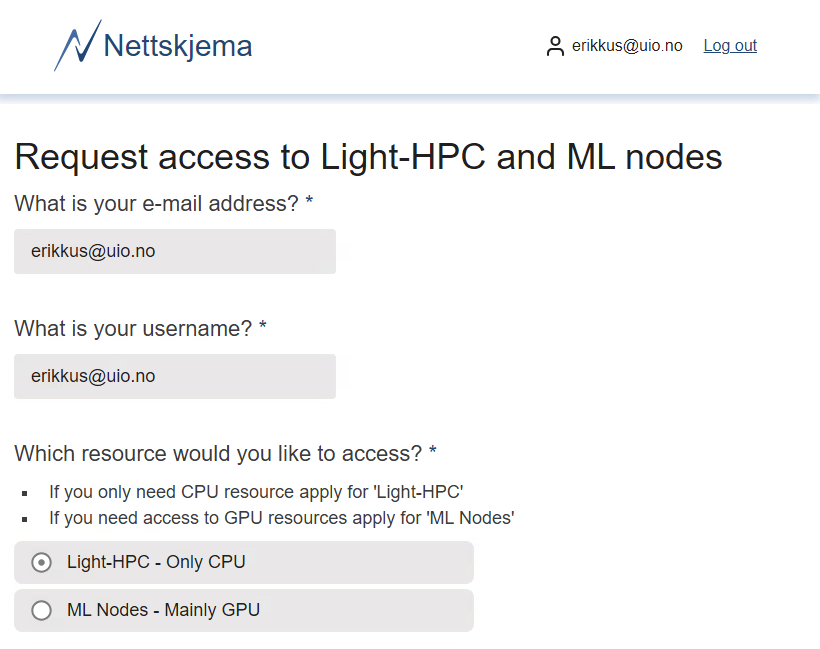 Nettskjema
erikkus@uio.no Log out
Request access to Light-HPC and ML nodes
What is your e-mail address? *
erikkus@uio.no
What is your username? *
erikkus@uio.no
Which resource would you like to access? *
If you only need CPU resource apply for 'Light-HPC'
If you need access to GPU resources apply for 'ML Nodes'
Light-HPC - Only CPU
ML Nodes - Mainly GPU